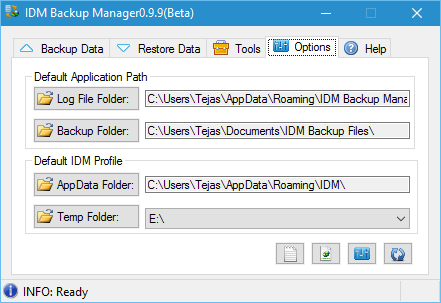 IDM Backup Manager0.9.9(Beta)
Backup Data Restore Data Tools Options Help
Default Application Path
Log File Folder: C:\Users\Tejas\AppData\Roaming\IDM Backup Mana
Backup Folder: C:\Users\Tejas\Documents\IDM Backup Files\
Default IDM Profile
AppData Folder: C:\Users\Tejas\AppData\Roaming\IDM\
Temp Folder: E:\
INFO: Ready